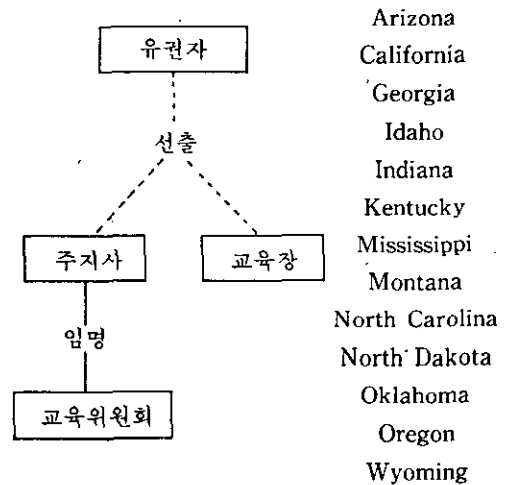 유권자
선출
주지사
교육장
임명
교육위원회
Arizona
California
Georgia
Idaho
Indiana
Kentucky
Mississippi
Montana
North Carolina
North Dakota
Oklahoma
Oregon
Wyoming